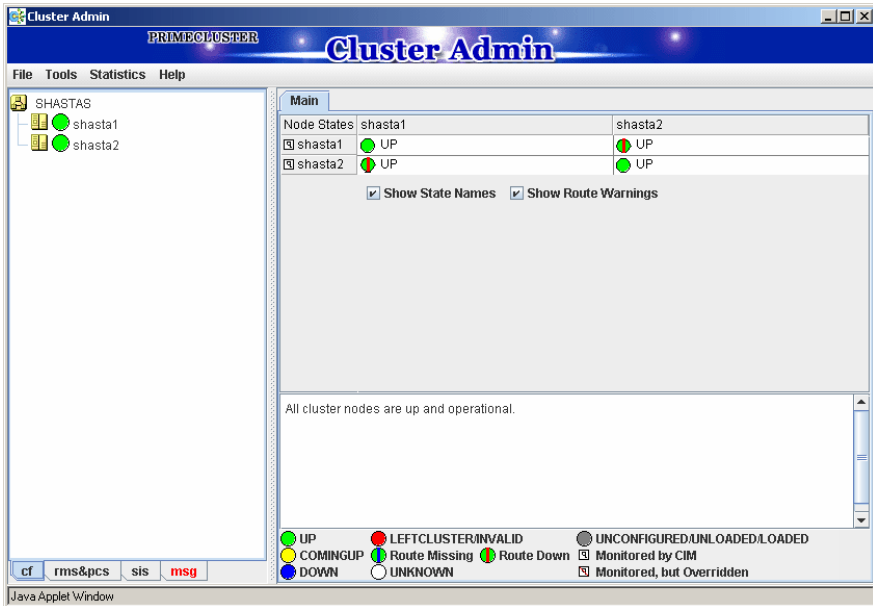 Cluster Admin
PRIMECLUSTER
Cluster Admin
File Tools Statistics Help
SHASTAS
shasta1
shasta2
Main
Node States shasta1 shasta2
shasta1 UP UP
shasta2 UP UP
Show State Names Show Route Warnings
All cluster nodes are up and operational.
UP LEFTCLUSTER/INVALID UNCONFIGURED/UNLOADED/LOADED
COMINGUP Route Missing Route Down Monitored by CIM
DOWN UNKNOWN Monitored, but Overridden
cf rms&pcs sis msg
Java Applet Window